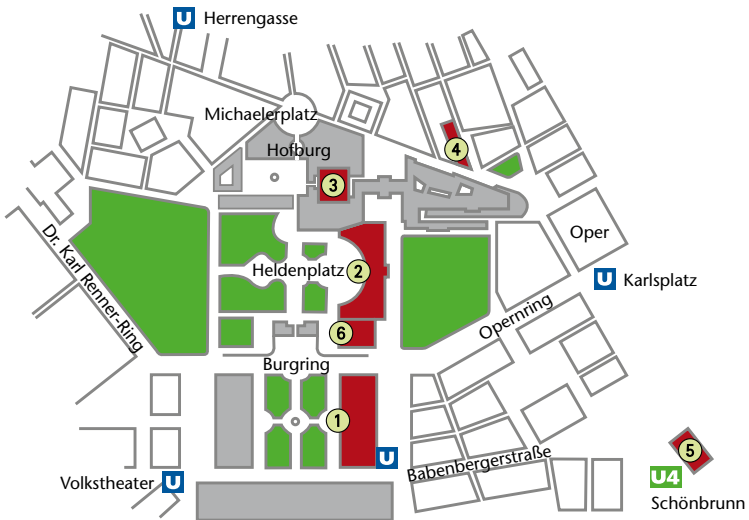 U Herrengasse
Michaelerplatz
Hofburg
4
3
Oper
Dr. Karl Renner-Ring
Heldenplatz
2
U Karlsplatz
Opernring
6
Burgring
1
U
Babenbergerstraße
5
Volkstheater U
U4
Schönbrunn